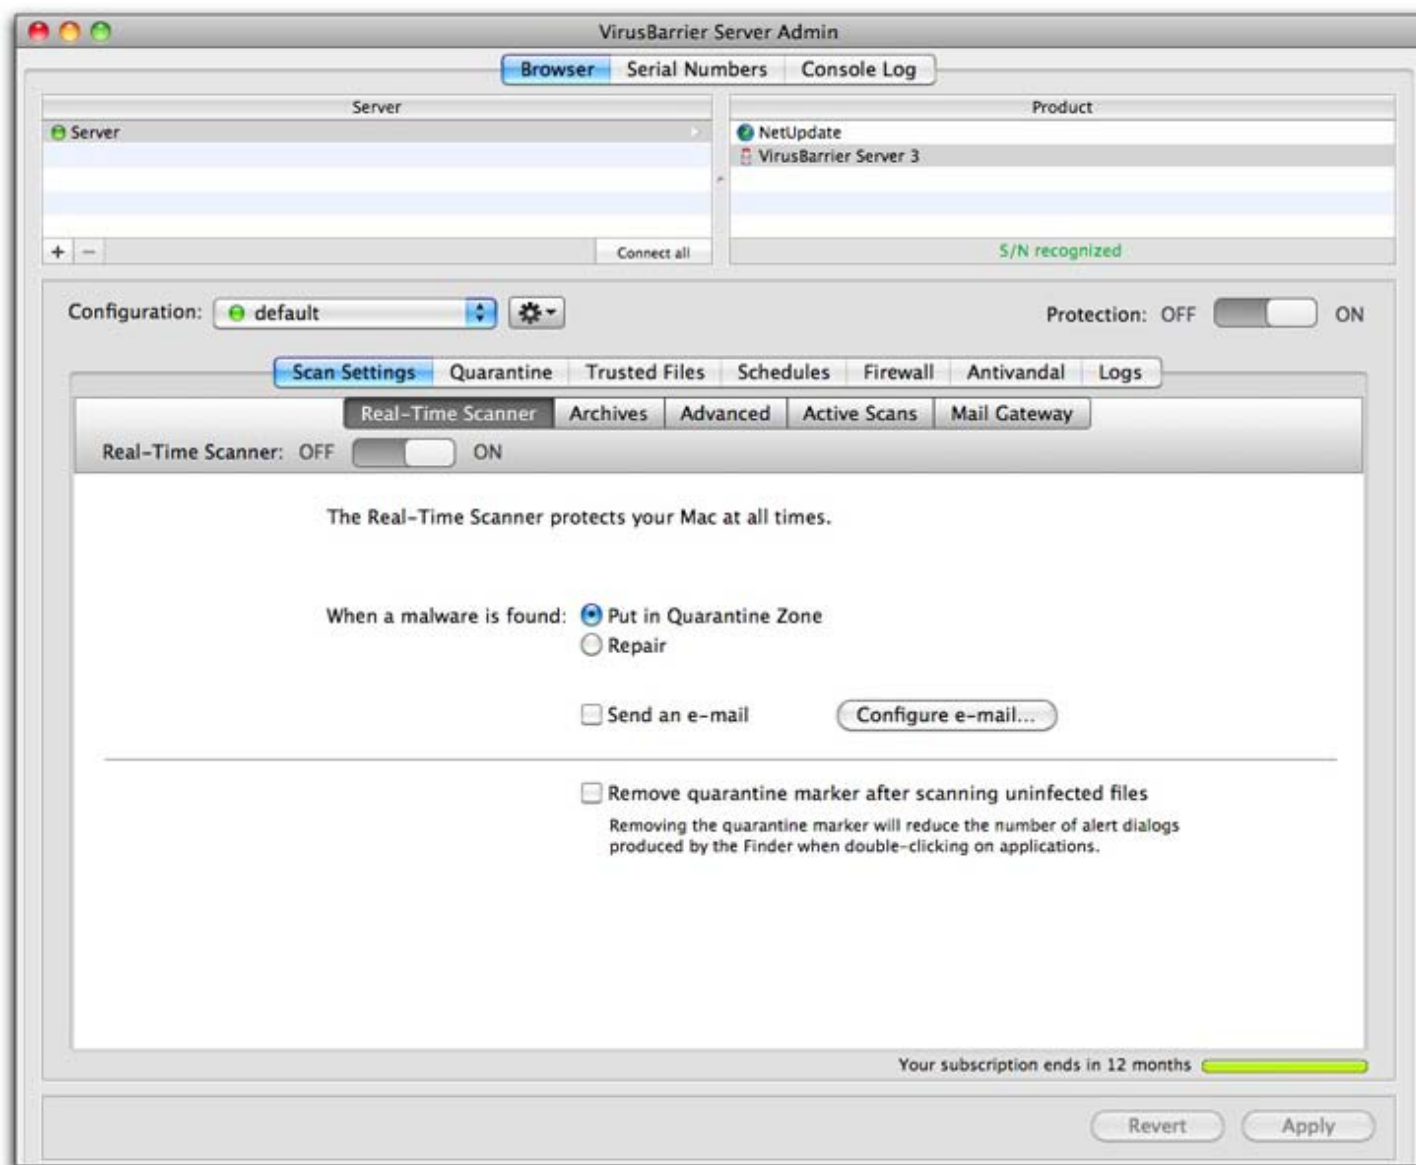 VirusBarrier Server Admin
Browser Serial Numbers Console Log
Server Product
Server NetUpdate
VirusBarrier Server 3
+ − Connect all S/N recognized
Configuration: default Protection: OFF ON
Scan Settings Quarantine Trusted Files Schedules Firewall Antivandal Logs
Real-Time Scanner Archives Advanced Active Scans Mail Gateway
Real-Time Scanner: OFF ON
The Real-Time Scanner protects your Mac at all times.
When a malware is found: Put in Quarantine Zone
Repair
Send an e-mail Configure e-mail...
Remove quarantine marker after scanning uninfected files
Removing the quarantine marker will reduce the number of alert dialogs
produced by the Finder when double-clicking on applications.
Your subscription ends in 12 months
Revert Apply